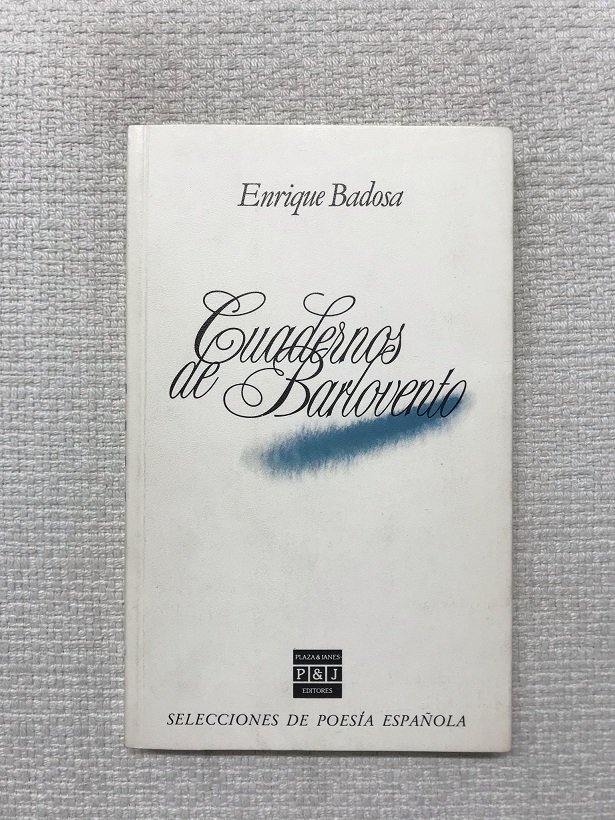 Enrique Badosa
Cuadernos
de Barlovento
PLAZA & JANES
P & J
EDITORES
SELECCIONES DE POESÍA ESPAÑOLA